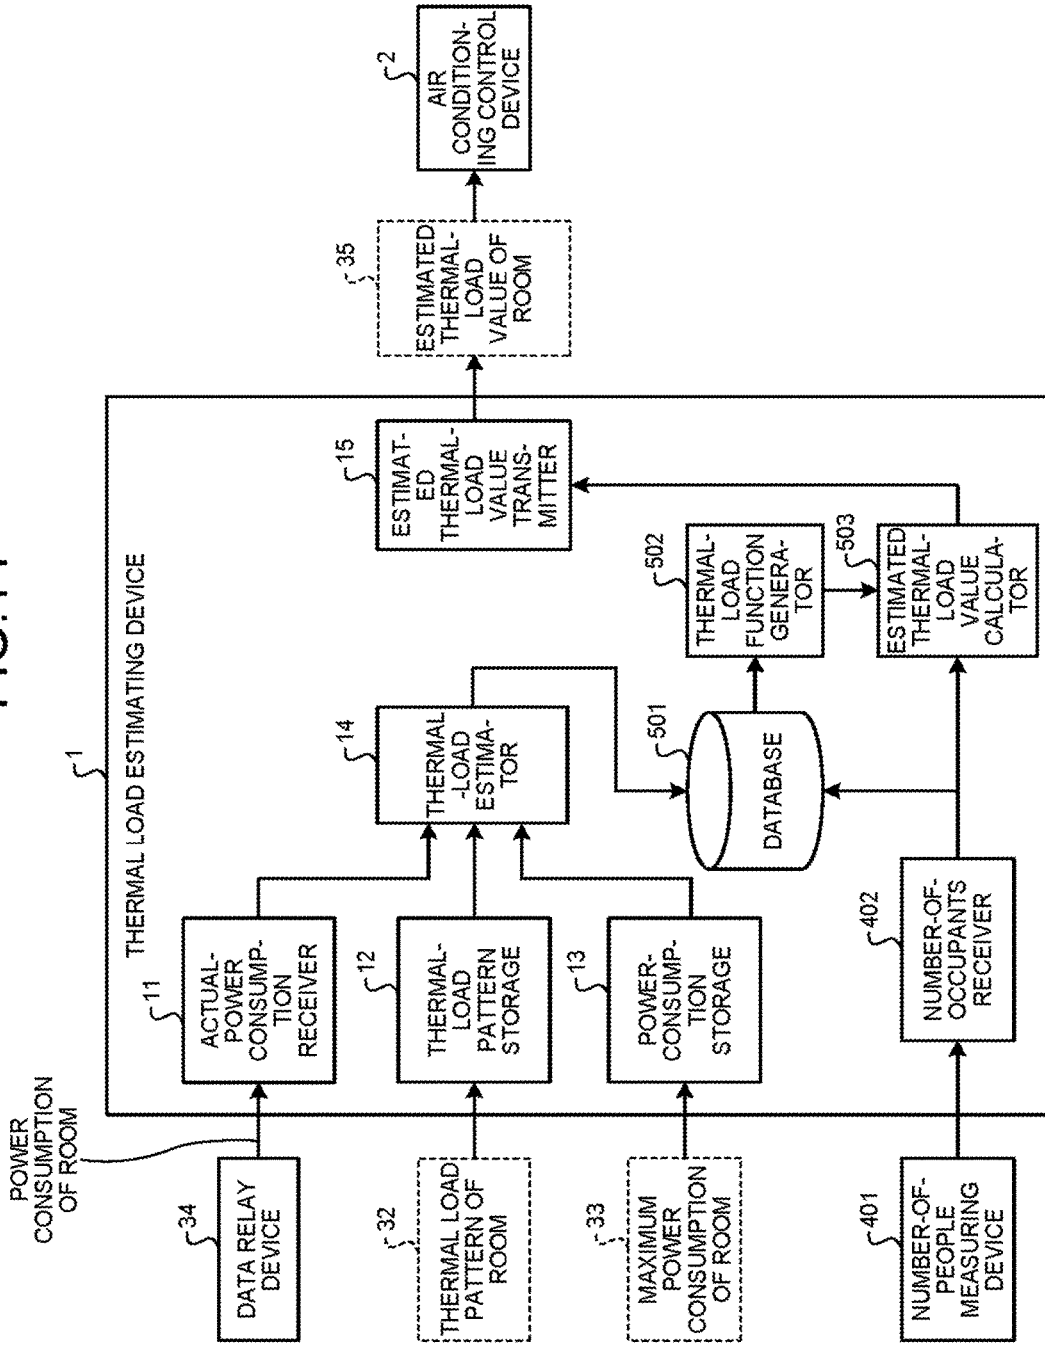 POWER
CONSUMPTION
OF ROOM
1
THERMAL LOAD ESTIMATING DEVICE
34
DATA RELAY
DEVICE
11
ACTUAL-
POWER
CONSUMP-
TION
RECEIVER
32
THERMAL LOAD
PATTERN OF
ROOM
12
THERMAL-
LOAD
PATTERN
STORAGE
14
THERMAL
-LOAD
ESTIMA-
TOR
15
ESTIMAT-
ED
THERMAL-
LOAD
VALUE
TRANS-
MITTER
35
ESTIMATED
THERMAL-
LOAD
VALUE OF
ROOM
2
AIR
CONDITION-
ING CONTROL
DEVICE
33
MAXIMUM
POWER
CONSUMPTION
OF ROOM
13
POWER-
CONSUMP-
TION
STORAGE
501
DATABASE
502
THERMAL-
LOAD
FUNCTION
GENERA-
TOR
401
NUMBER-OF-
PEOPLE
MEASURING
DEVICE
402
NUMBER-OF-
OCCUPANTS
RECEIVER
503
ESTIMATED
THERMAL-
LOAD
VALUE
CALCULA-
TOR